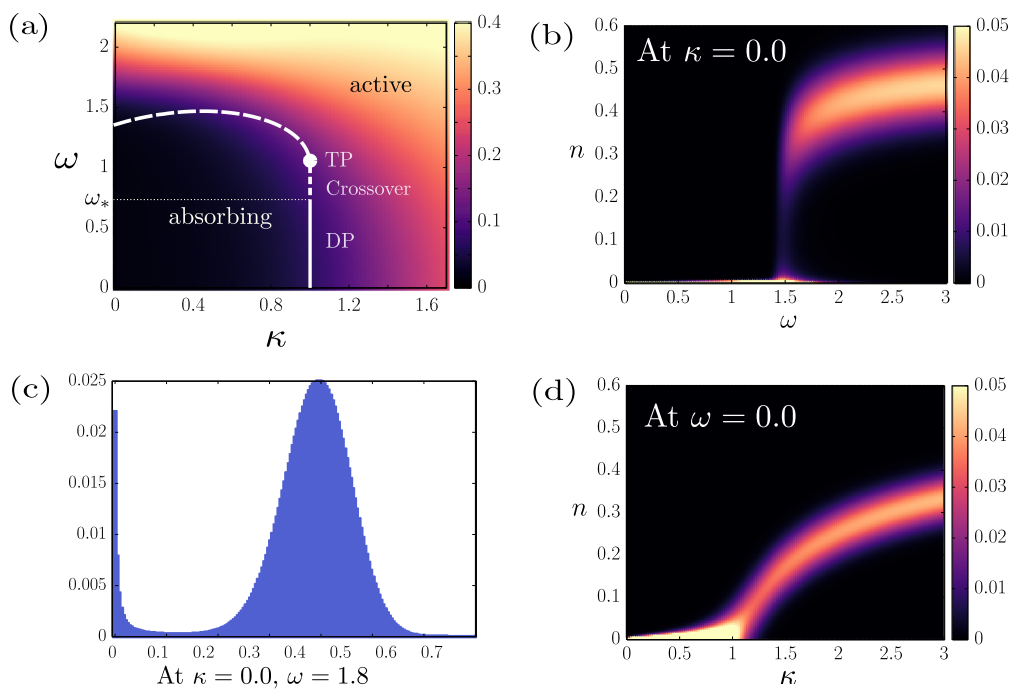 (a)
ω
2
1.5
1
ω*
0.5
0
0 0.4 0.8 1.2 1.6
κ
active
TP
Crossover
absorbing
DP
0.4
0.3
0.2
0.1
0
(b)
At κ = 0.0
n
0.6
0.5
0.4
0.3
0.2
0.1
0
0 0.5 1 1.5 2 2.5 3
ω
0.05
0.04
0.03
0.02
0.01
0
(c)
0.025
0.02
0.015
0.01
0.005
0
0 0.1 0.2 0.3 0.4 0.5 0.6 0.7
At κ = 0.0, ω = 1.8
(d)
At ω = 0.0
n
0.6
0.5
0.4
0.3
0.2
0.1
0
0 0.5 1 1.5 2 2.5 3
κ
0.05
0.04
0.03
0.02
0.01
0